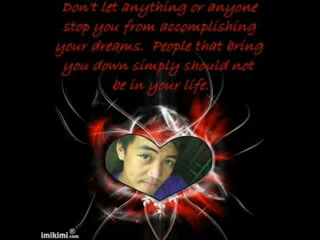 Don't let anything or anyone
stop you from accomplishing
your dreams. People that bring
you down simply should not
be in your life.
imikimi.com